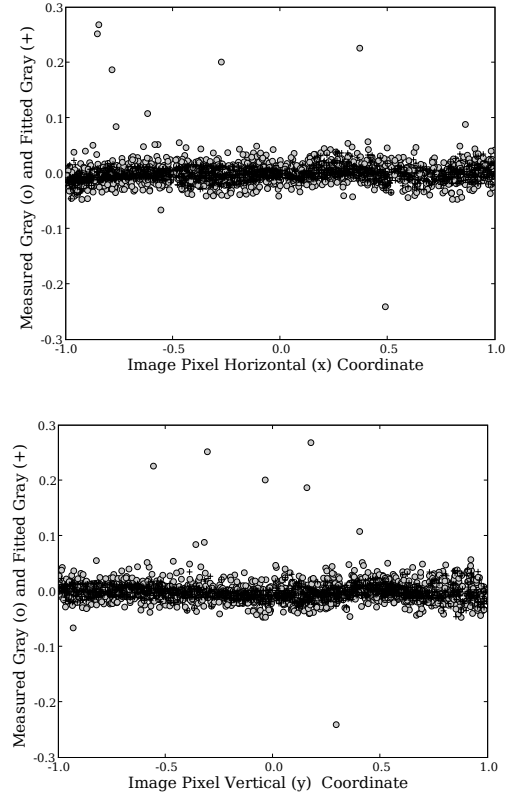 0.3
0.2
0.1
0.0
-0.1
-0.2
-0.3
Measured Gray (o) and Fitted Gray (+)
-1.0 -0.5 0.0 0.5 1.0
Image Pixel Horizontal (x) Coordinate
0.3
0.2
0.1
0.0
-0.1
-0.2
-0.3
Measured Gray (o) and Fitted Gray (+)
-1.0 -0.5 0.0 0.5 1.0
Image Pixel Vertical (y) Coordinate